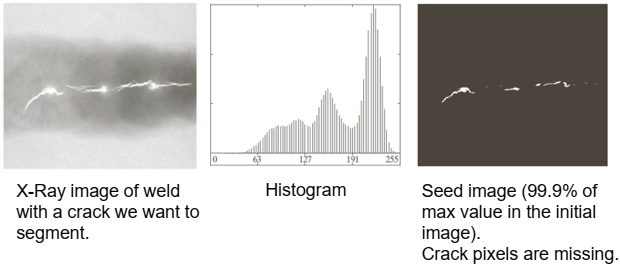 0 63 127 191 255
X-Ray image of weld
with a crack we want to
segment.
Histogram
Seed image (99.9% of
max value in the initial
image).
Crack pixels are missing.